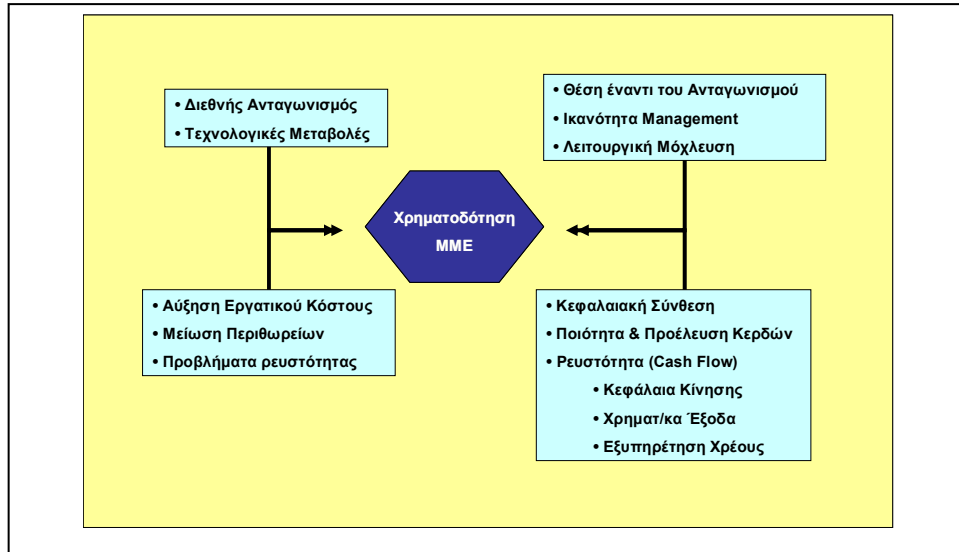 • Διεθνής Ανταγωνισμός
• Τεχνολογικές Μεταβολές
• Θέση έναντι του Ανταγωνισμού
• Ικανότητα Management
• Λειτουργική Μόχλευση
Χρηματοδότηση
ΜΜΕ
• Αύξηση Εργατικού Κόστους
• Μείωση Περιθωρείων
• Προβλήματα ρευστότητας
• Κεφαλαιακή Σύνθεση
• Ποιότητα & Προέλευση Κερδών
• Ρευστότητα (Cash Flow)
• Κεφάλαια Κίνησης
• Χρηματ/κα Έξοδα
• Εξυπηρέτηση Χρέους